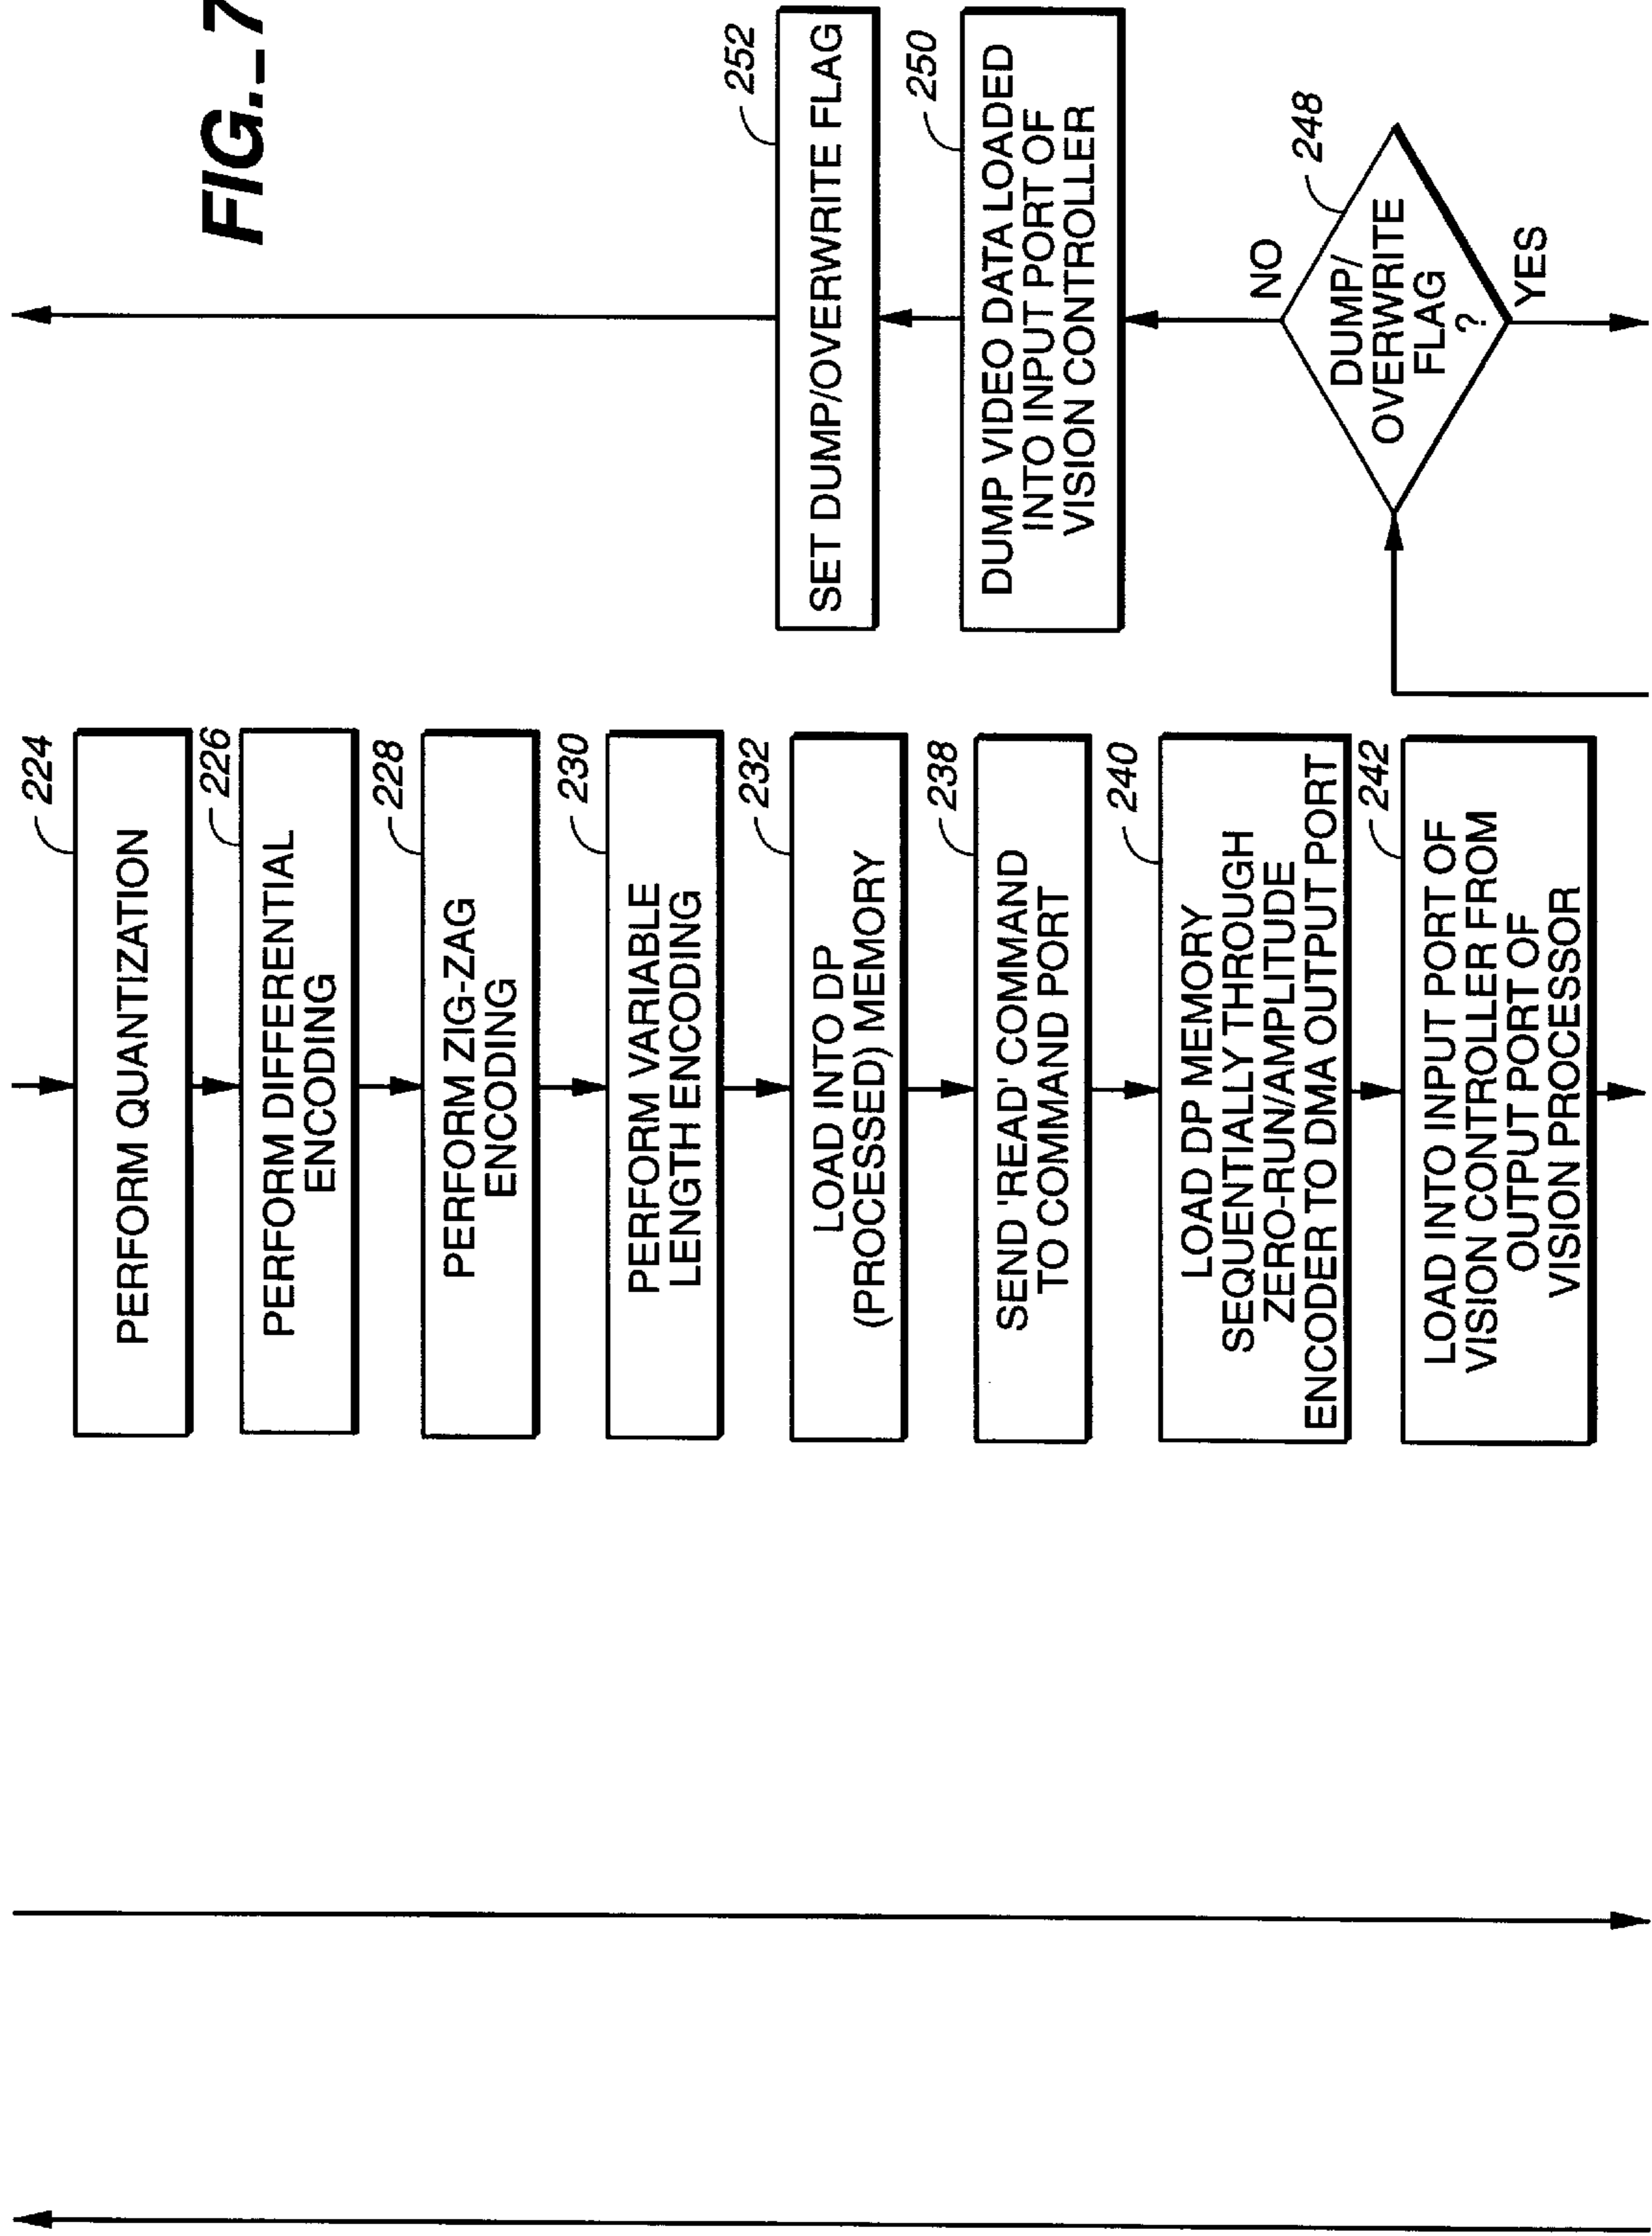 FIG._7
224
PERFORM QUANTIZATION
226
PERFORM DIFFERENTIAL
ENCODING
228
PERFORM ZIG-ZAG
ENCODING
230
PERFORM VARIABLE
LENGTH ENCODING
232
LOAD INTO DP
(PROCESSED) MEMORY
238
SEND 'READ' COMMAND
TO COMMAND PORT
240
LOAD DP MEMORY
SEQUENTIALLY THROUGH
ZERO-RUN/AMPLITUDE
ENCODER TO DMA OUTPUT PORT
242
LOAD INTO INPUT PORT OF
VISION CONTROLLER FROM
OUTPUT PORT OF
VISION PROCESSOR
252
SET DUMP/OVERWRITE FLAG
250
DUMP VIDEO DATA LOADED
INTO INPUT PORT OF
VISION CONTROLLER
248
NO
DUMP/
OVERWRITE
FLAG
?
YES